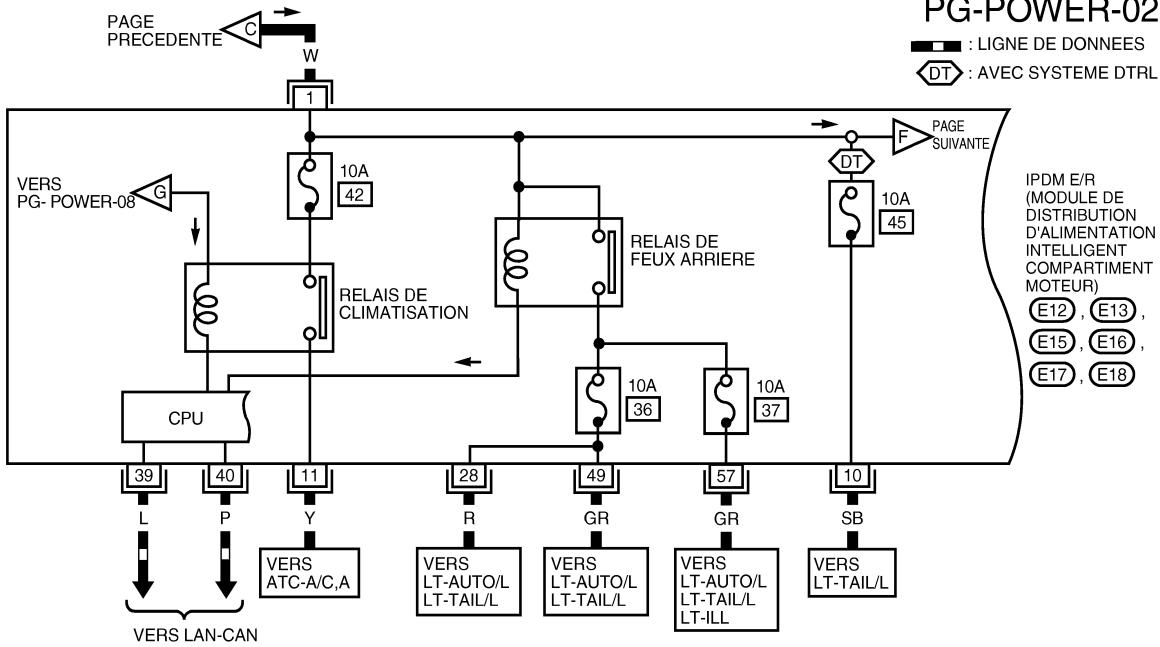 PG-POWER-02
: LIGNE DE DONNEES
DT : AVEC SYSTEME DTRL
PAGE
PRECEDENTE
C
W
1
F
PAGE
SUIVANTE
DT
10A
42
10A
45
VERS
PG- POWER-08
G
RELAIS DE
FEUX ARRIERE
RELAIS DE
CLIMATISATION
IPDM E/R
(MODULE DE
DISTRIBUTION
D'ALIMENTATION
INTELLIGENT
COMPARTIMENT
MOTEUR)
E12 , E13 ,
E15 , E16 ,
E17 , E18
CPU
10A
36
10A
37
39 40 11 28 49 57 10
L P Y R GR GR SB
VERS
ATC-A/C,A
VERS
LT-AUTO/L
LT-TAIL/L
VERS
LT-AUTO/L
LT-TAIL/L
VERS
LT-AUTO/L
LT-TAIL/L
LT-ILL
VERS
LT-TAIL/L
VERS LAN-CAN